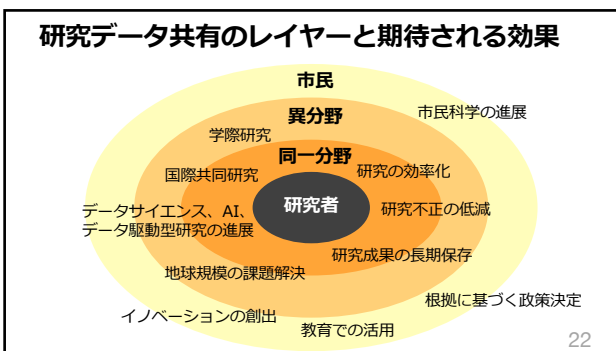 研究データ共有のレイヤーと期待される効果
市民
市民科学の進展
異分野
学際研究
同一分野
国際共同研究
研究の効率化
研究者
データサイエンス、AI、
データ駆動型研究の進展
研究不正の低減
研究成果の長期保存
地球規模の課題解決
根拠に基づく政策決定
イノベーションの創出
教育での活用
22